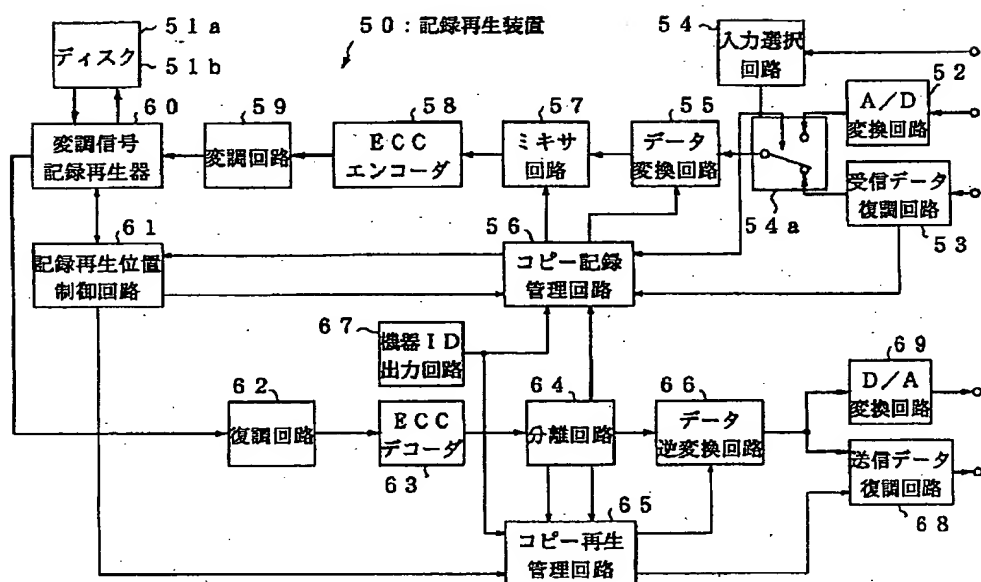 51a
ディスク
51b
50：記録再生装置
54
入力選択
回路
52
A／D
変換回路
60
変調信号
記録再生器
59
変調回路
58
ECC
エンコーダ
57
ミキサ
回路
55
データ
変換回路
54a
受信データ
復調回路
53
61
記録再生位置
制御回路
56
コピー記録
管理回路
67
機器ID
出力回路
62
復調回路
ECC
デコーダ
63
64
分離回路
66
データ
逆変換回路
69
D／A
変換回路
送信データ
復調回路
68
65
コピー再生
管理回路